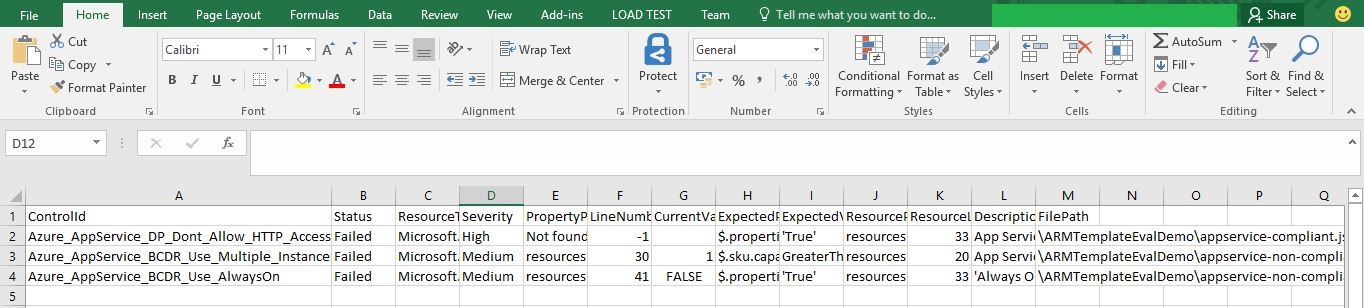 File Home Insert Page Layout Formulas Data Review View Add-ins LOAD TEST Team Tell me what you want to do... Share
Cut Calibri 11 A A Wrap Text General AutoSum
Copy Fill
Paste Format Painter B I U A Merge & Center Protect $ % , .0 .00 .00 .0 Conditional Formatting Format as Table Cell Styles Insert Delete Format Clear Sort & Filter Find & Select
Clipboard Font Alignment Protection Number Styles Cells Editing
D12 fx
A B C D E F G H I J K L M N O P Q
1 ControlId Status ResourceT Severity PropertyP LineNumb CurrentVa ExpectedP ExpectedV ResourceP ResourceL Descriptio FilePath
2 Azure_AppService_DP_Dont_Allow_HTTP_Access Failed Microsoft. High Not found -1 $.properti 'True' resources 33 App Servi \ARMTemplateEvalDemo\appservice-compliant.js
3 Azure_AppService_BCDR_Use_Multiple_Instance Failed Microsoft. Medium resources 30 1 $.sku.capa GreaterTh resources 20 App Servi \ARMTemplateEvalDemo\appservice-non-compli
4 Azure_AppService_BCDR_Use_AlwaysOn Failed Microsoft. Medium resources 41 FALSE $.properti 'True' resources 33 'Always O \ARMTemplateEvalDemo\appservice-non-compli
5